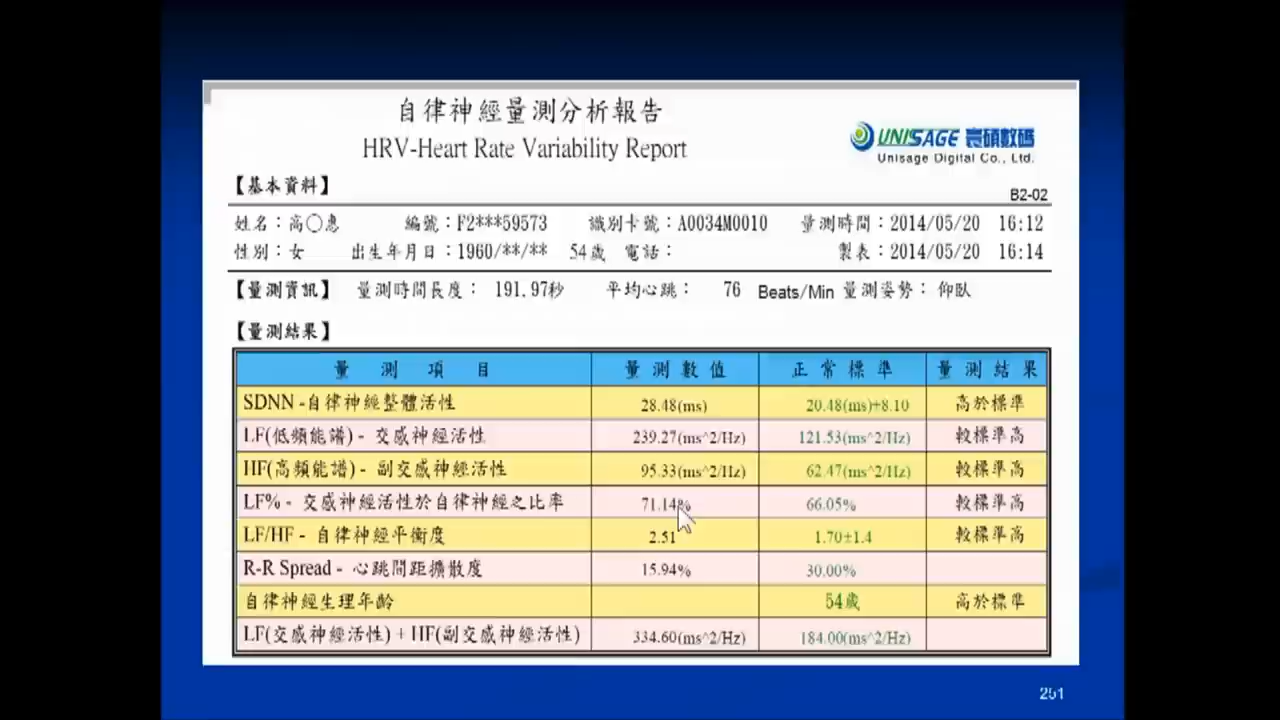 自律神經量測分析報告
HRV-Heart Rate Variability Report
UNISAGE 寰碩數碼
Unisage Digital Co., Ltd.
【基本資料】
B2-02
姓名：高〇惠 編號：F2***59573 識別卡號：A0034M0010 量測時間：2014/05/20 16:12
性別：女 出生年月日：1960/**/** 54歲 電話： 製表：2014/05/20 16:14
【量測資訊】 量測時間長度： 191.97秒 平均心跳： 76 Beats/Min 量測姿勢： 仰臥
【量測結果】
量測項目 量測數值 正常標準 量測結果
SDNN -自律神經整體活性 28.48(ms) 20.48(ms)±8.10 高於標準
LF(低頻能譜) - 交感神經活性 239.27(ms^2/Hz) 121.53(ms^2/Hz) 較標準高
HF(高頻能譜) - 副交感神經活性 95.33(ms^2/Hz) 62.47(ms^2/Hz) 較標準高
LF% - 交感神經活性於自律神經之比率 71.14% 66.05% 較標準高
LF/HF - 自律神經平衡度 2.51 1.70±1.4 較標準高
R-R Spread - 心跳間距擴散度 15.94% 30.00%
自律神經生理年齡 54歲 高於標準
LF(交感神經活性) + HF(副交感神經活性) 334.60(ms^2/Hz) 184.00(ms^2/Hz)
251